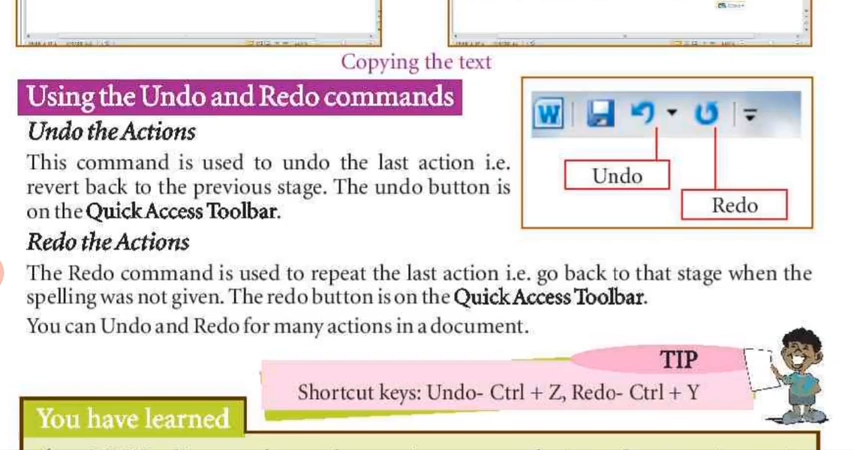 Copying the text
Using the Undo and Redo commands
Undo the Actions
This command is used to undo the last action i.e.
revert back to the previous stage. The undo button is
on the Quick Access Toolbar.
W
Undo
Redo
Redo the Actions
The Redo command is used to repeat the last action i.e. go back to that stage when the
spelling was not given. The redo button is on the Quick Access Toolbar.
You can Undo and Redo for many actions in a document.
TIP
Shortcut keys: Undo- Ctrl + Z, Redo- Ctrl + Y
You have learned